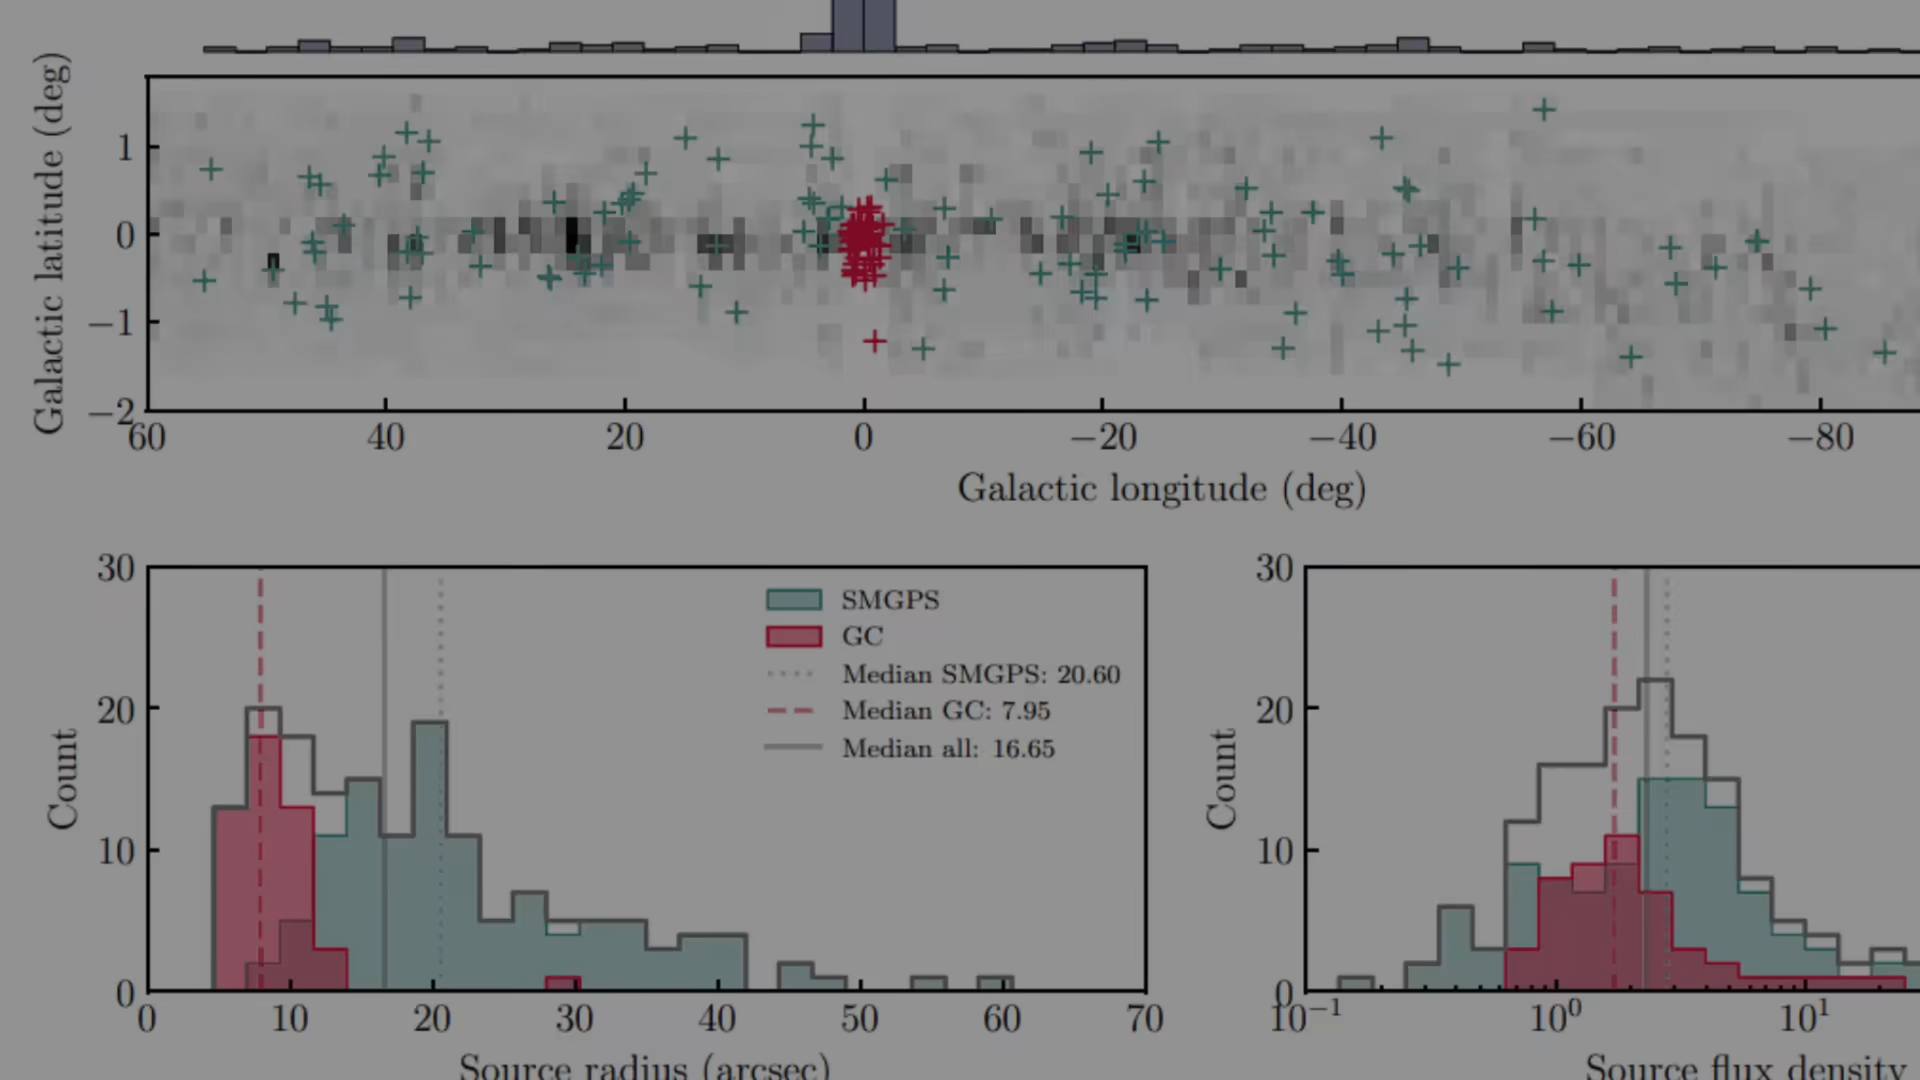 Galactic latitude (deg)
1
0
−1
−2
60 40 20 0 −20 −40 −60 −80
Galactic longitude (deg)
30
20
10
0
Count
SMGPS
GC
Median SMGPS: 20.60
Median GC: 7.95
Median all: 16.65
0 10 20 30 40 50 60 70
Source radius (arcsec)
30
20
10
0
Count
10⁻¹ 10⁰ 10¹
Source flux density